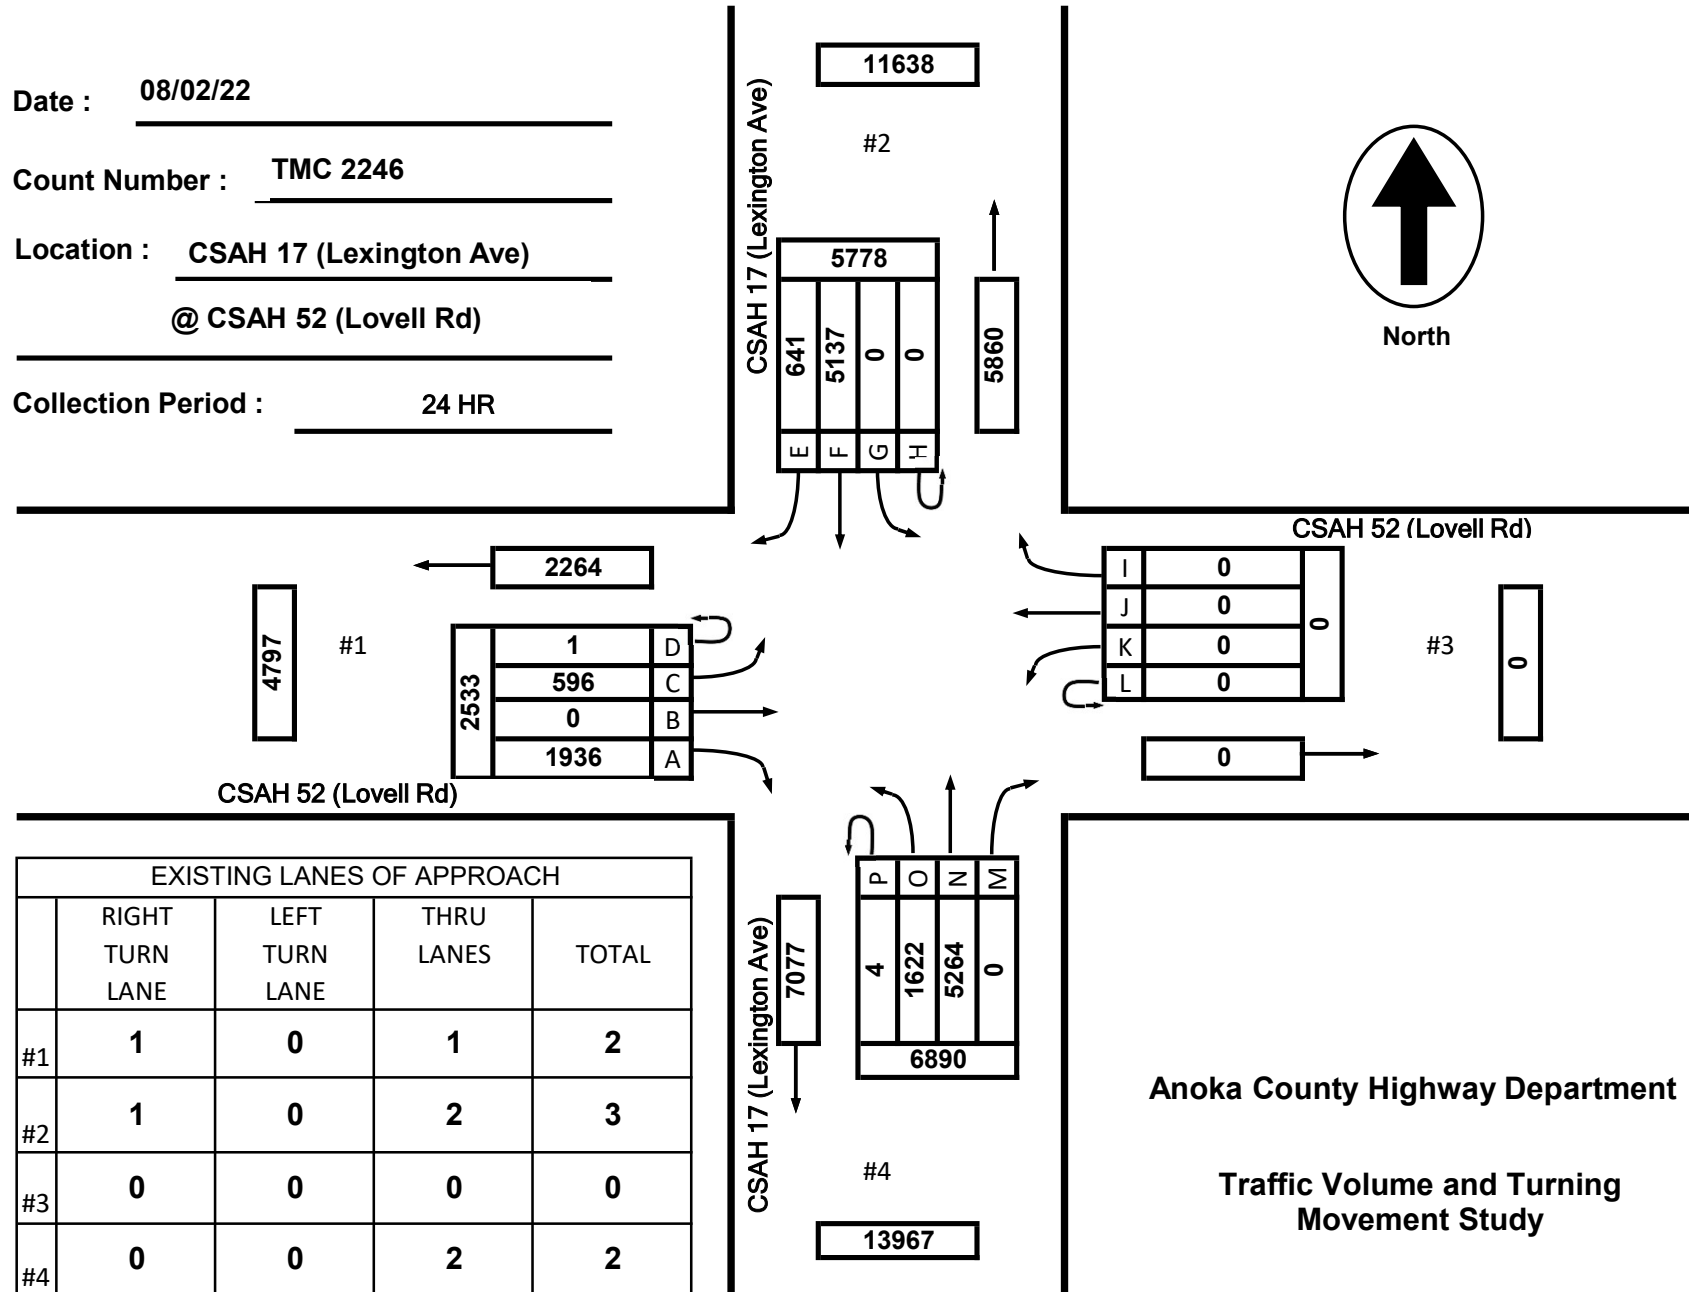 Date : 08/02/22
Count Number : TMC 2246
Location : CSAH 17 (Lexington Ave)
@ CSAH 52 (Lovell Rd)
Collection Period : 24 HR
11638
#2
CSAH 17 (Lexington Ave)
5778
641 5137 0 0
E F G H
5860
North
CSAH 52 (Lovell Rd)
2264
4797
#1
2533
1 D
596 C
0 B
1936 A
CSAH 52 (Lovell Rd)
I 0
J 0
K 0
L 0
0
#3
0
0
P O N M
4 1622 5264 0
6890
7077
CSAH 17 (Lexington Ave)
#4
13967
EXISTING LANES OF APPROACH
RIGHT TURN LANE LEFT TURN LANE THRU LANES TOTAL
#1 1 0 1 2
#2 1 0 2 3
#3 0 0 0 0
#4 0 0 2 2
Anoka County Highway Department
Traffic Volume and Turning
Movement Study